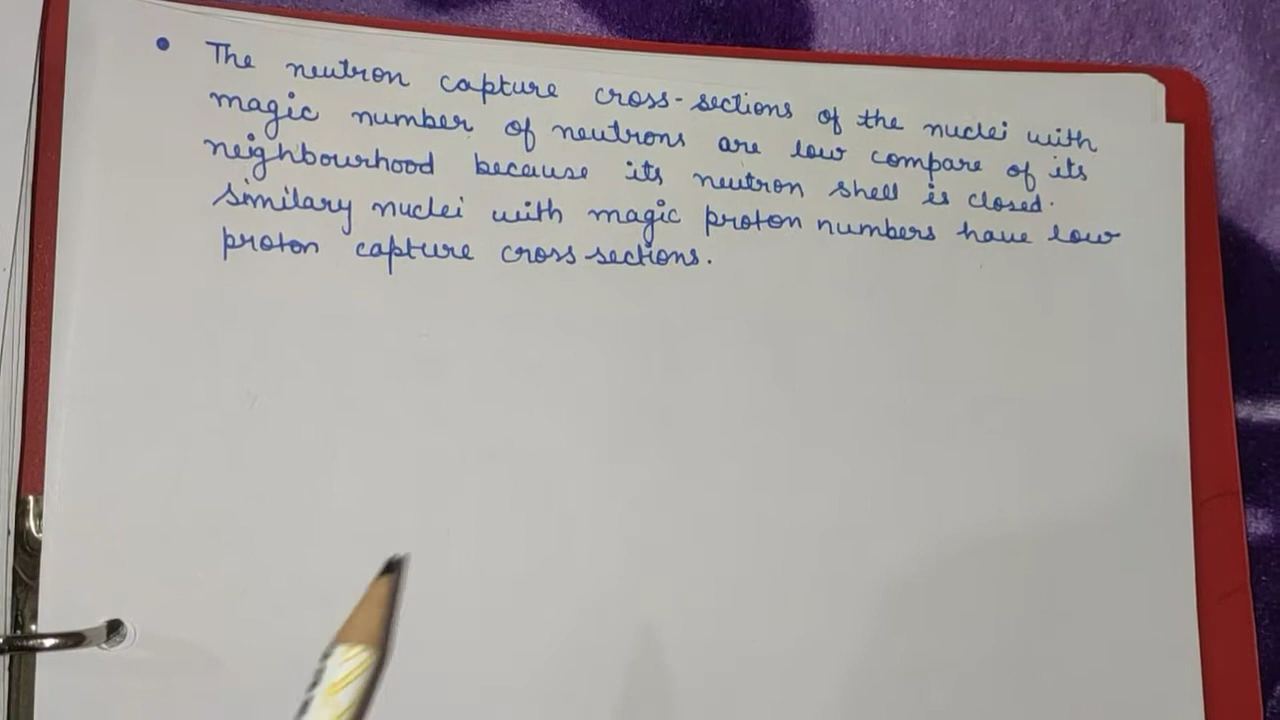 • The neutron capture cross-sections of the nuclei with
magic number of neutrons are low compare of its
neighbourhood because its neutron shell is closed.
similary nuclei with magic proton numbers have low
proton capture cross sections.